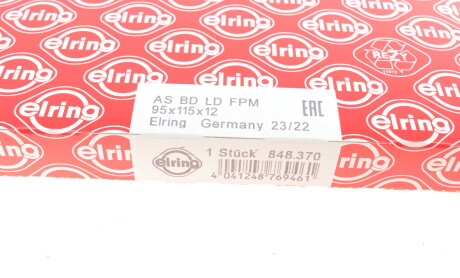 elring elring elring elring
elring elring elring
REZY
AS BD LD FPM
95x115x12
EAC
Elring Germany 23/22
elring
1 Stück 848.370
4 041248 769461
elring
elring
elring